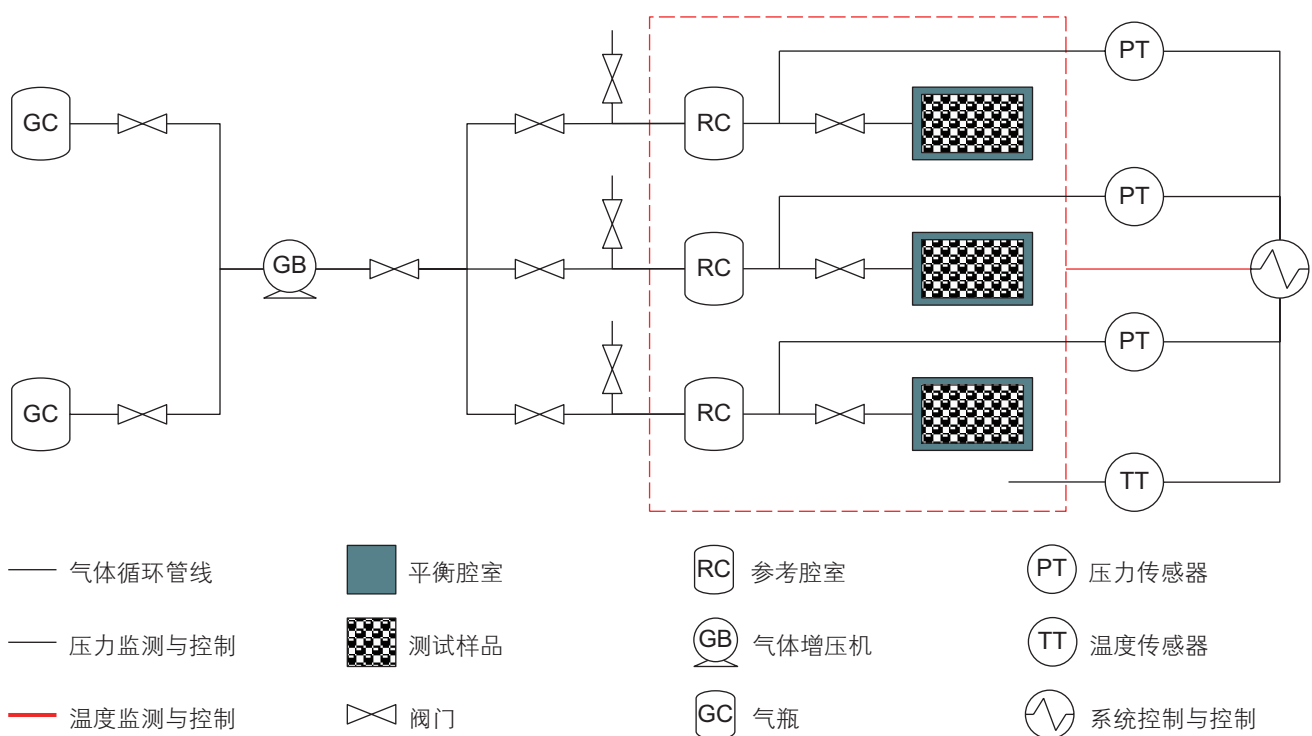 PT
GC
RC
PT
GB
RC
PT
GC
RC
TT
气体循环管线
平衡腔室
RC
参考腔室
PT
压力传感器
压力监测与控制
测试样品
GB
气体增压机
TT
温度传感器
温度监测与控制
阀门
GC
气瓶
系统控制与控制